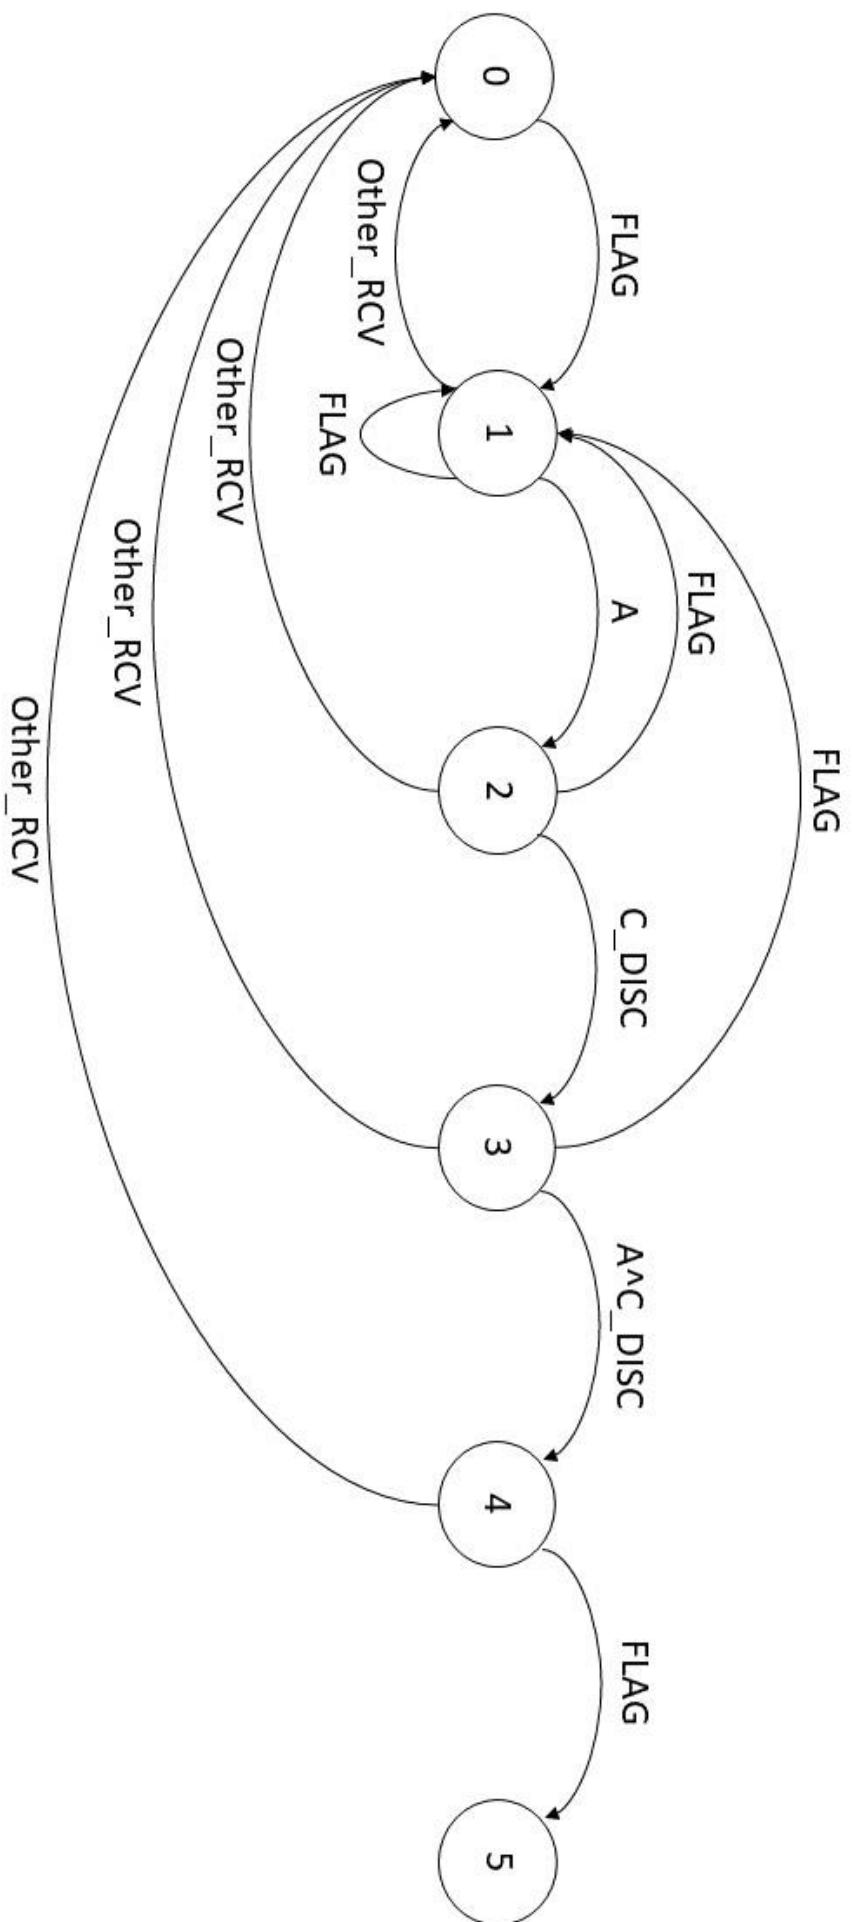 FLAG
FLAG
FLAG
A
C_DISC
A^C_DISC
FLAG
0
1
2
3
4
5
Other_RCV
FLAG
Other_RCV
Other_RCV
Other_RCV